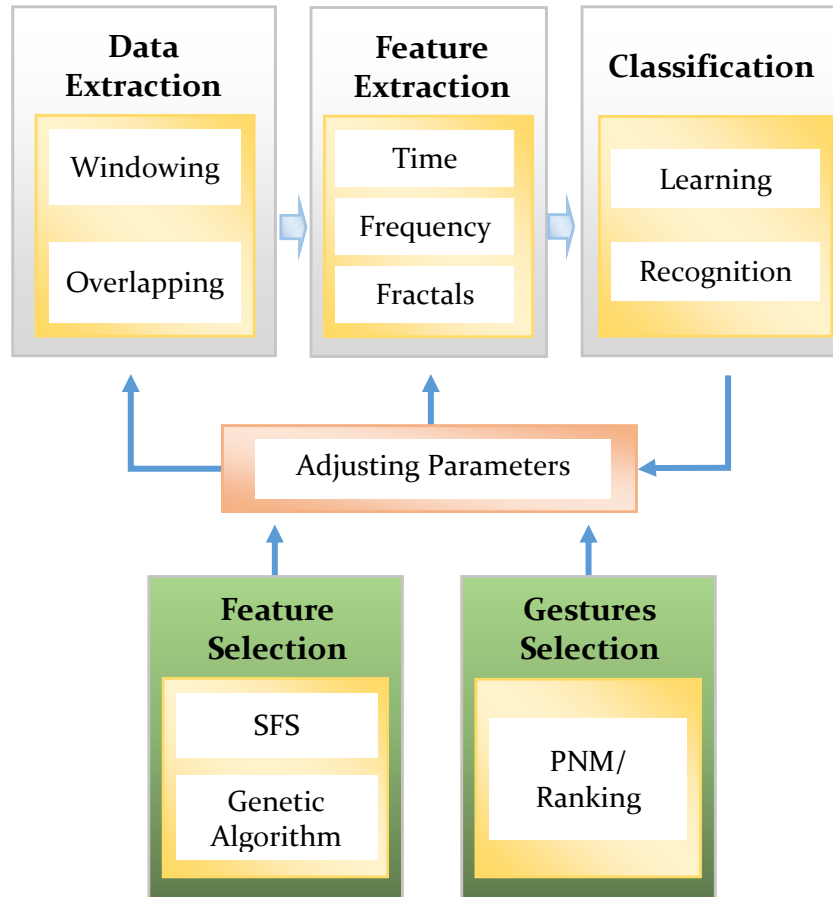 Data
Extraction
Windowing
Overlapping
Feature
Extraction
Time
Frequency
Fractals
Classification
Learning
Recognition
Adjusting Parameters
Feature
Selection
SFS
Genetic
Algorithm
Gestures
Selection
PNM/
Ranking